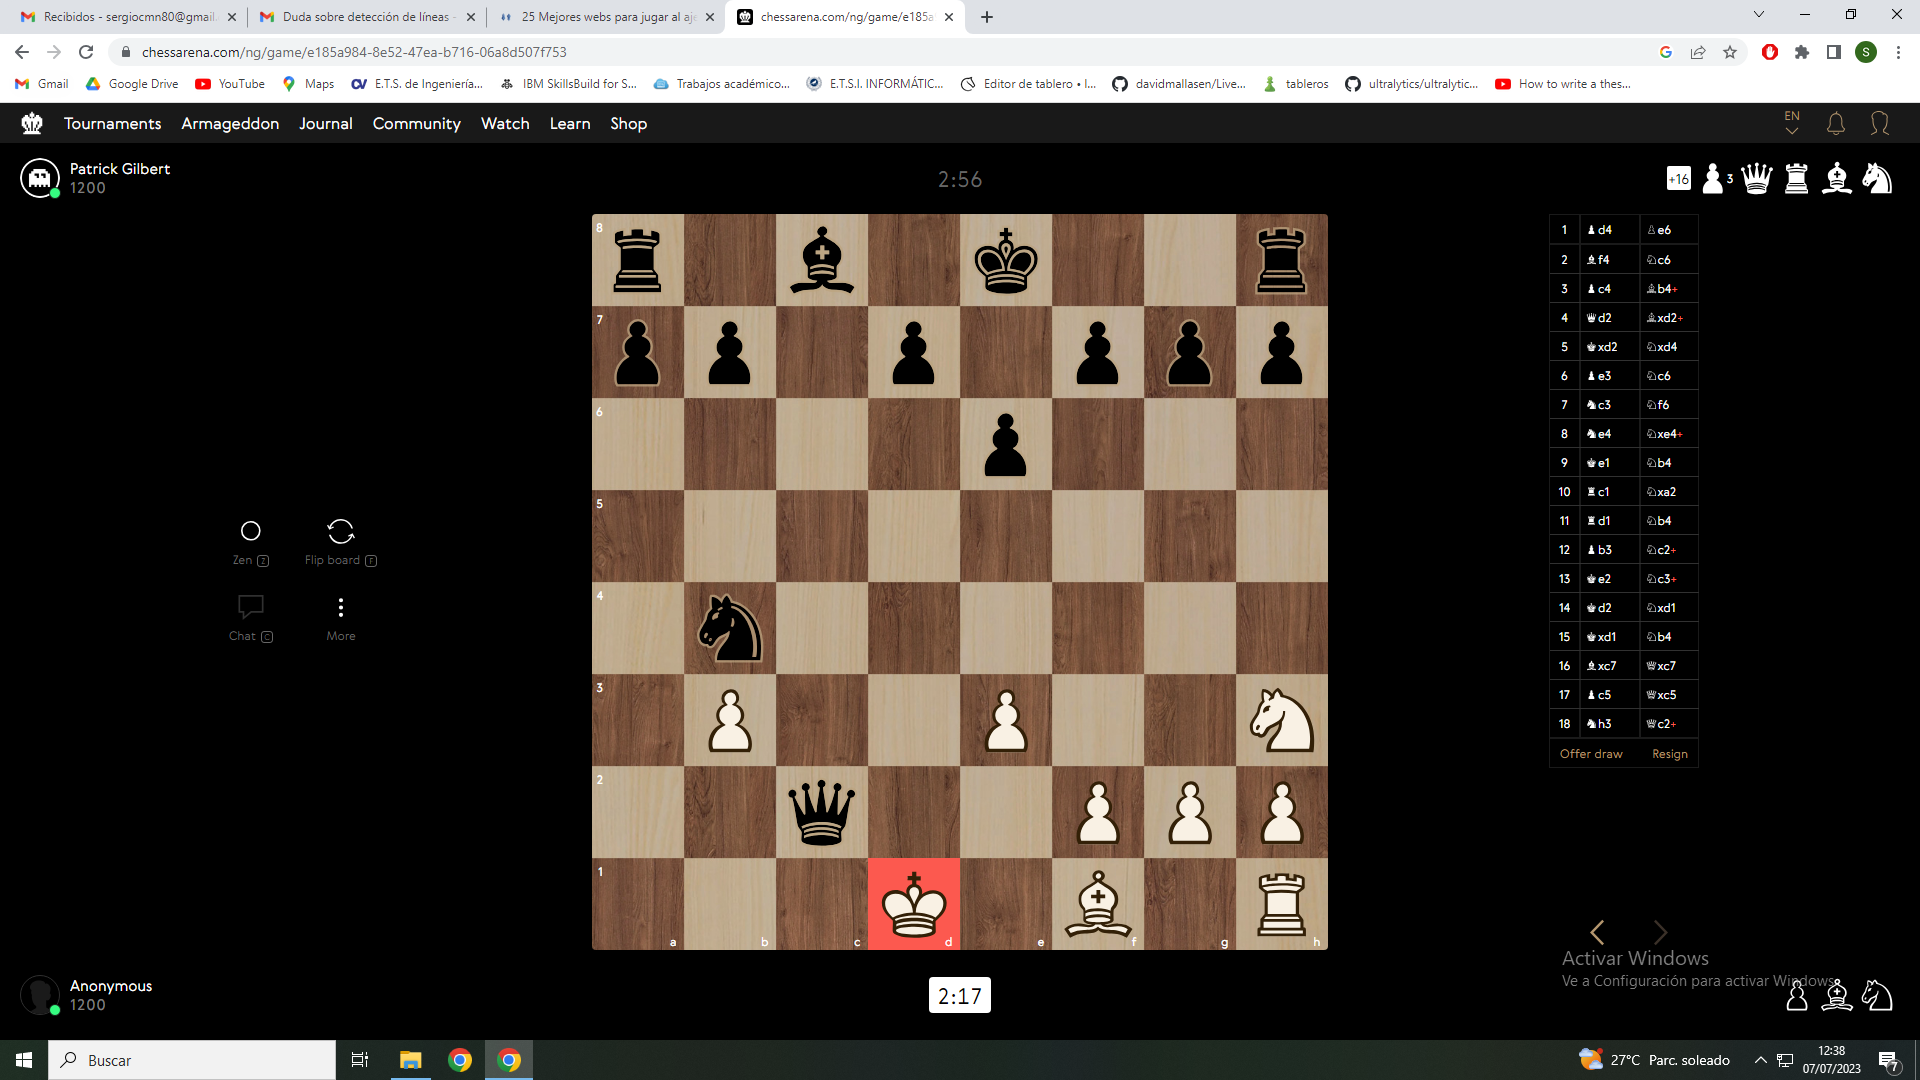 Recibidos - sergiocmn80@gmail.
Duda sobre detección de líneas -
25 Mejores webs para jugar al aje
chessarena.com/ng/game/e185a9
chessarena.com/ng/game/e185a984-8e52-47ea-b716-06a8d507f753
S
Gmail Google Drive YouTube Maps E.T.S. de Ingeniería... IBM SkillsBuild for S... Trabajos académico... E.T.S.I. INFORMÁTIC... Editor de tablero • l... davidmallasen/Live... tableros ultralytics/ultralytic... How to write a thes...
Tournaments Armageddon Journal Community Watch Learn Shop
EN
Patrick Gilbert
1200
2:56
+16 3
8
7
6
5
4
3
2
1
a b c d e f g h
1 d4 e6
2 f4 c6
3 c4 b4+
4 d2 xd2+
5 xd2 xd4
6 e3 c6
7 c3 f6
8 e4 xe4+
9 e1 b4
10 c1 xa2
11 d1 b4
12 b3 c2+
13 e2 c3+
14 d2 xd1
15 xd1 b4
16 xc7 xc7
17 c5 xc5
18 h3 c2+
Offer draw Resign
Zen Z
Flip board F
Chat C
More
Activar Windows
Ve a Configuración para activar Windows.
Anonymous
1200
2:17
Buscar
27°C Parc. soleado
12:38
07/07/2023
7